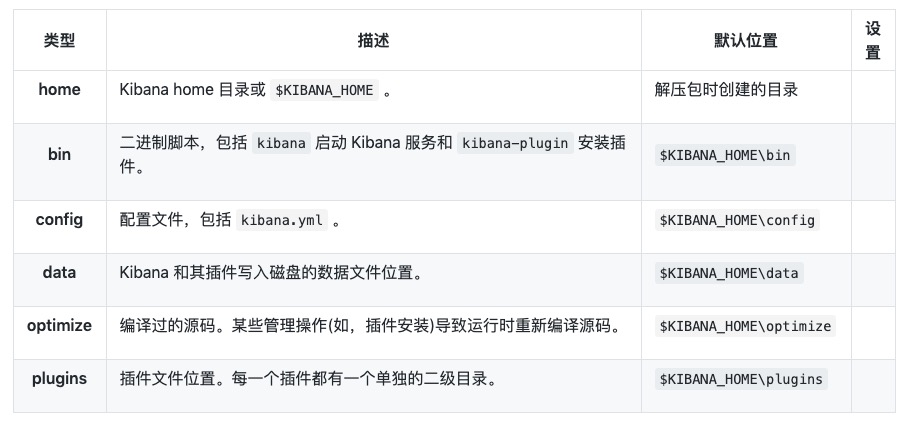 类型 描述 默认位置 设
置
home Kibana home 目录或 $KIBANA_HOME 。 解压包时创建的目录
bin 二进制脚本，包括 kibana 启动 Kibana 服务和 kibana-plugin 安装插 $KIBANA_HOME\bin
件。
config 配置文件，包括 kibana.yml 。 $KIBANA_HOME\config
data Kibana 和其插件写入磁盘的数据文件位置。 $KIBANA_HOME\data
optimize 编译过的源码。某些管理操作(如，插件安装)导致运行时重新编译源码。 $KIBANA_HOME\optimize
plugins 插件文件位置。每一个插件都有一个单独的二级目录。 $KIBANA_HOME\plugins